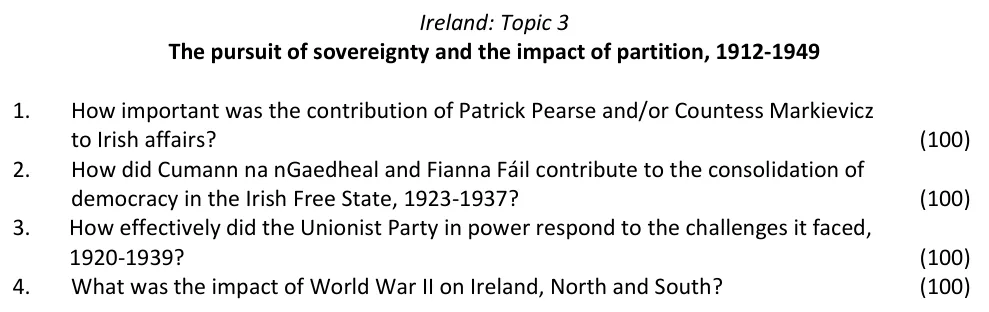 Ireland: Topic 3
The pursuit of sovereignty and the impact of partition, 1912-1949
1. How important was the contribution of Patrick Pearse and/or Countess Markievicz
to Irish affairs? (100)
2. How did Cumann na nGaedheal and Fianna Fáil contribute to the consolidation of
democracy in the Irish Free State, 1923-1937? (100)
3. How effectively did the Unionist Party in power respond to the challenges it faced,
1920-1939? (100)
4. What was the impact of World War II on Ireland, North and South? (100)